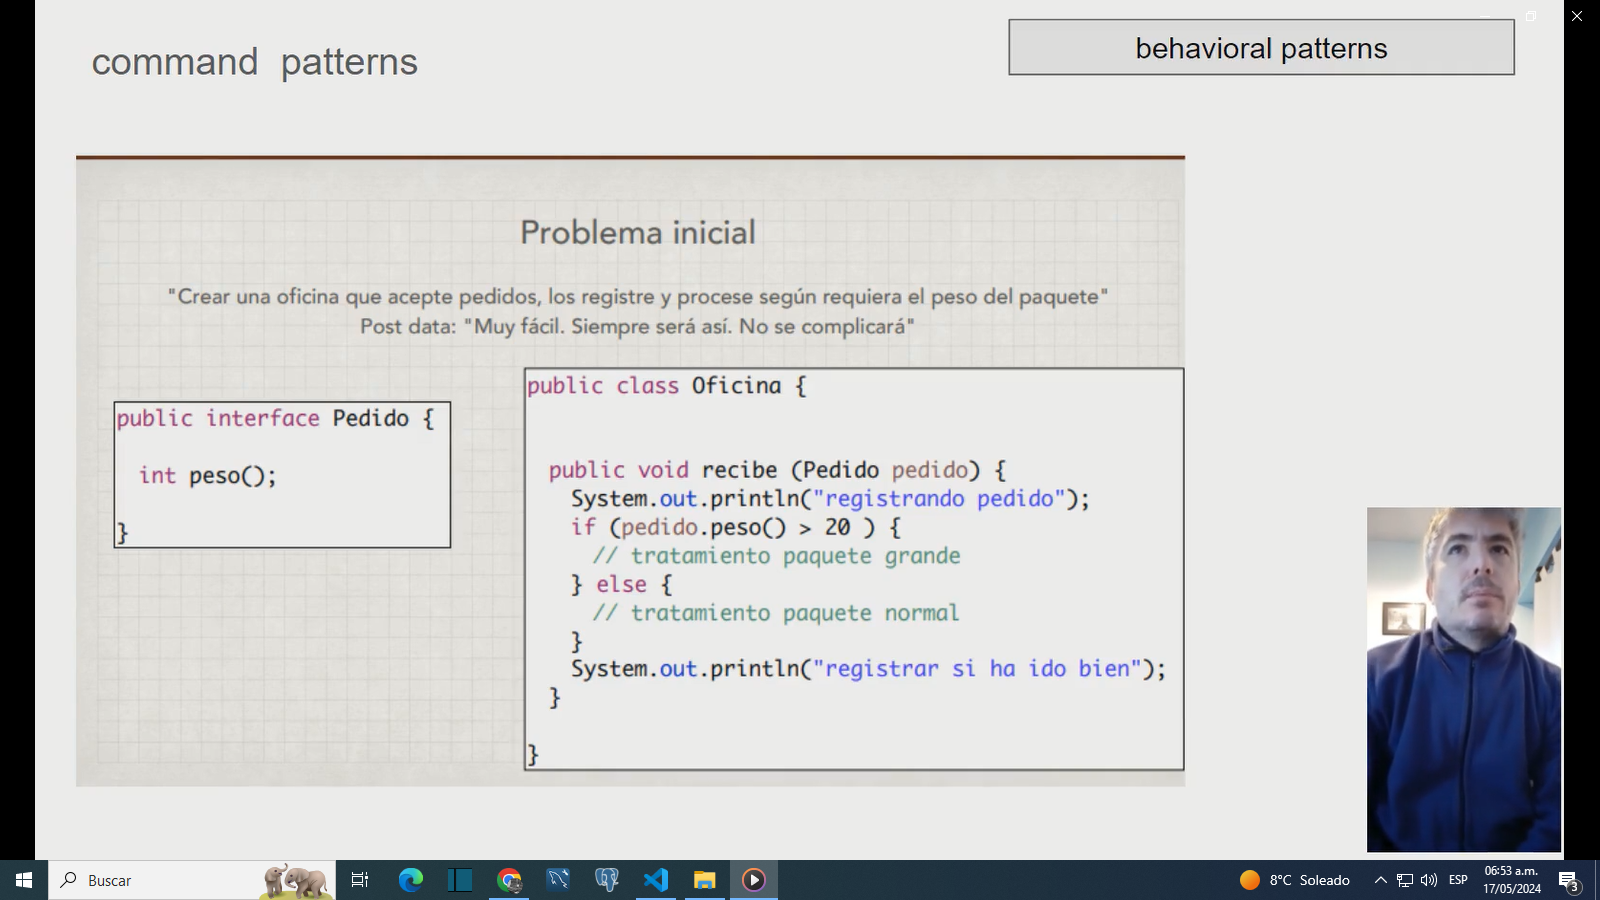 command patterns
behavioral patterns
Problema inicial
"Crear una oficina que acepte pedidos, los registre y procese según requiera el peso del paquete"
Post data: "Muy fácil. Siempre será así. No se complicará"
public interface Pedido {
int peso();
}
public class Oficina {
public void recibe (Pedido pedido) {
System.out.println("registrando pedido");
if (pedido.peso() > 20 ) {
// tratamiento paquete grande
} else {
// tratamiento paquete normal
}
System.out.println("registrar si ha ido bien");
}
}
Buscar
8°C Soleado
ESP
06:53 a.m.
17/05/2024
3